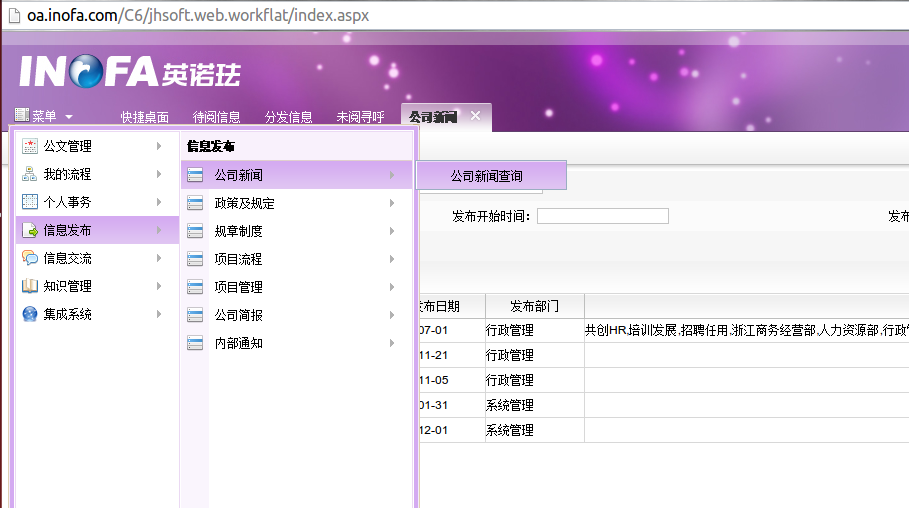 oa.inofa.com/C6/jhsoft.web.workflat/index.aspx
INOFA英诺珐
菜单 快捷桌面 待阅信息 分发信息 未阅寻呼 公司新闻
公文管理
我的流程
个人事务
信息发布
信息交流
知识管理
集成系统
信息发布
公司新闻
政策及规定
规章制度
项目流程
项目管理
公司简报
内部通知
公司新闻查询
发布开始时间： 发布
发布日期 发布部门
07-01 行政管理 共创HR,培训发展,招聘任用,浙江商务经营部,人力资源部,行政
11-21 行政管理
11-05 行政管理
01-31 系统管理
12-01 系统管理